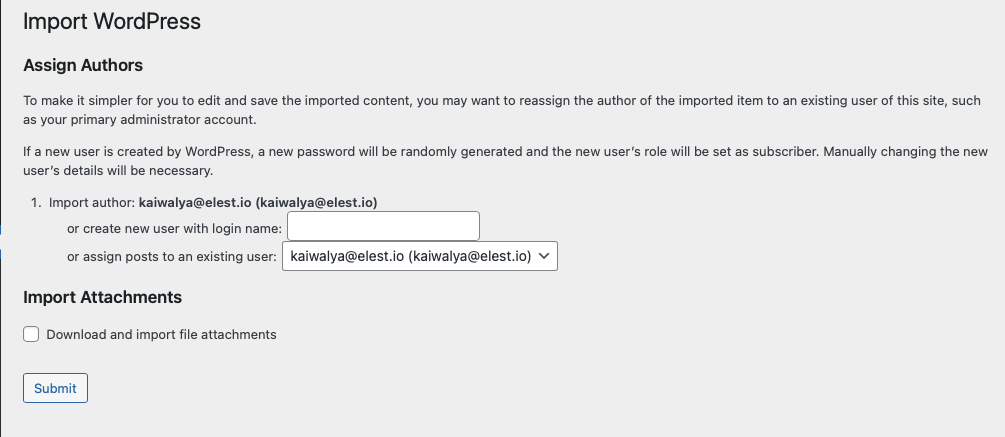 Import WordPress
Assign Authors
To make it simpler for you to edit and save the imported content, you may want to reassign the author of the imported item to an existing user of this site, such
as your primary administrator account.
If a new user is created by WordPress, a new password will be randomly generated and the new user’s role will be set as subscriber. Manually changing the new
user’s details will be necessary.
1. Import author: kaiwalya@elest.io (kaiwalya@elest.io)
or create new user with login name:
or assign posts to an existing user: kaiwalya@elest.io (kaiwalya@elest.io)
Import Attachments
Download and import file attachments
Submit